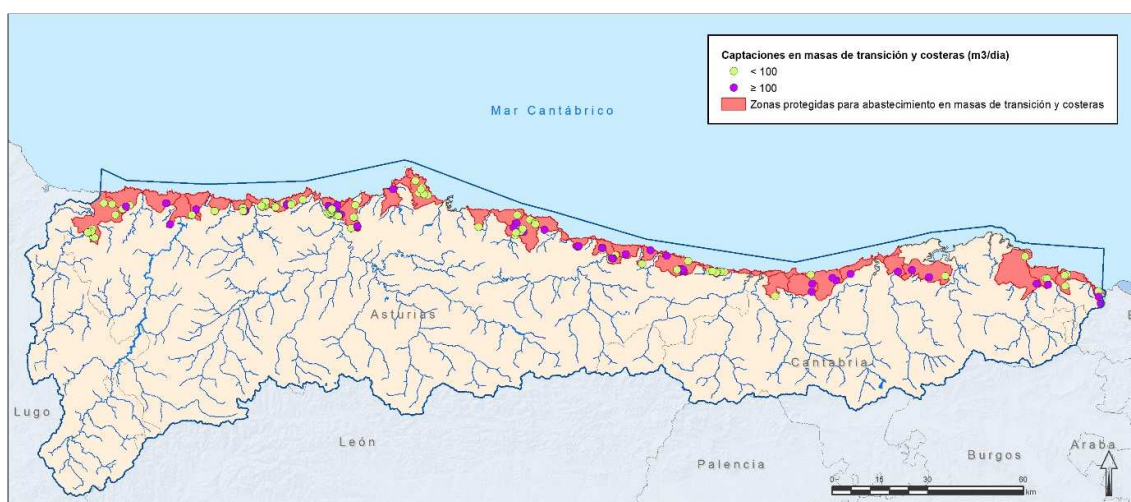 Captaciones en masas de transición y costeras (m3/dia)
< 100
≥ 100
Zonas protegidas para abastecimiento en masas de transición y costeras
Mar Cantábrico
Asturias
Cantabria
Lugo
León
Palencia
Burgos
Araba
0 15 30 60
km